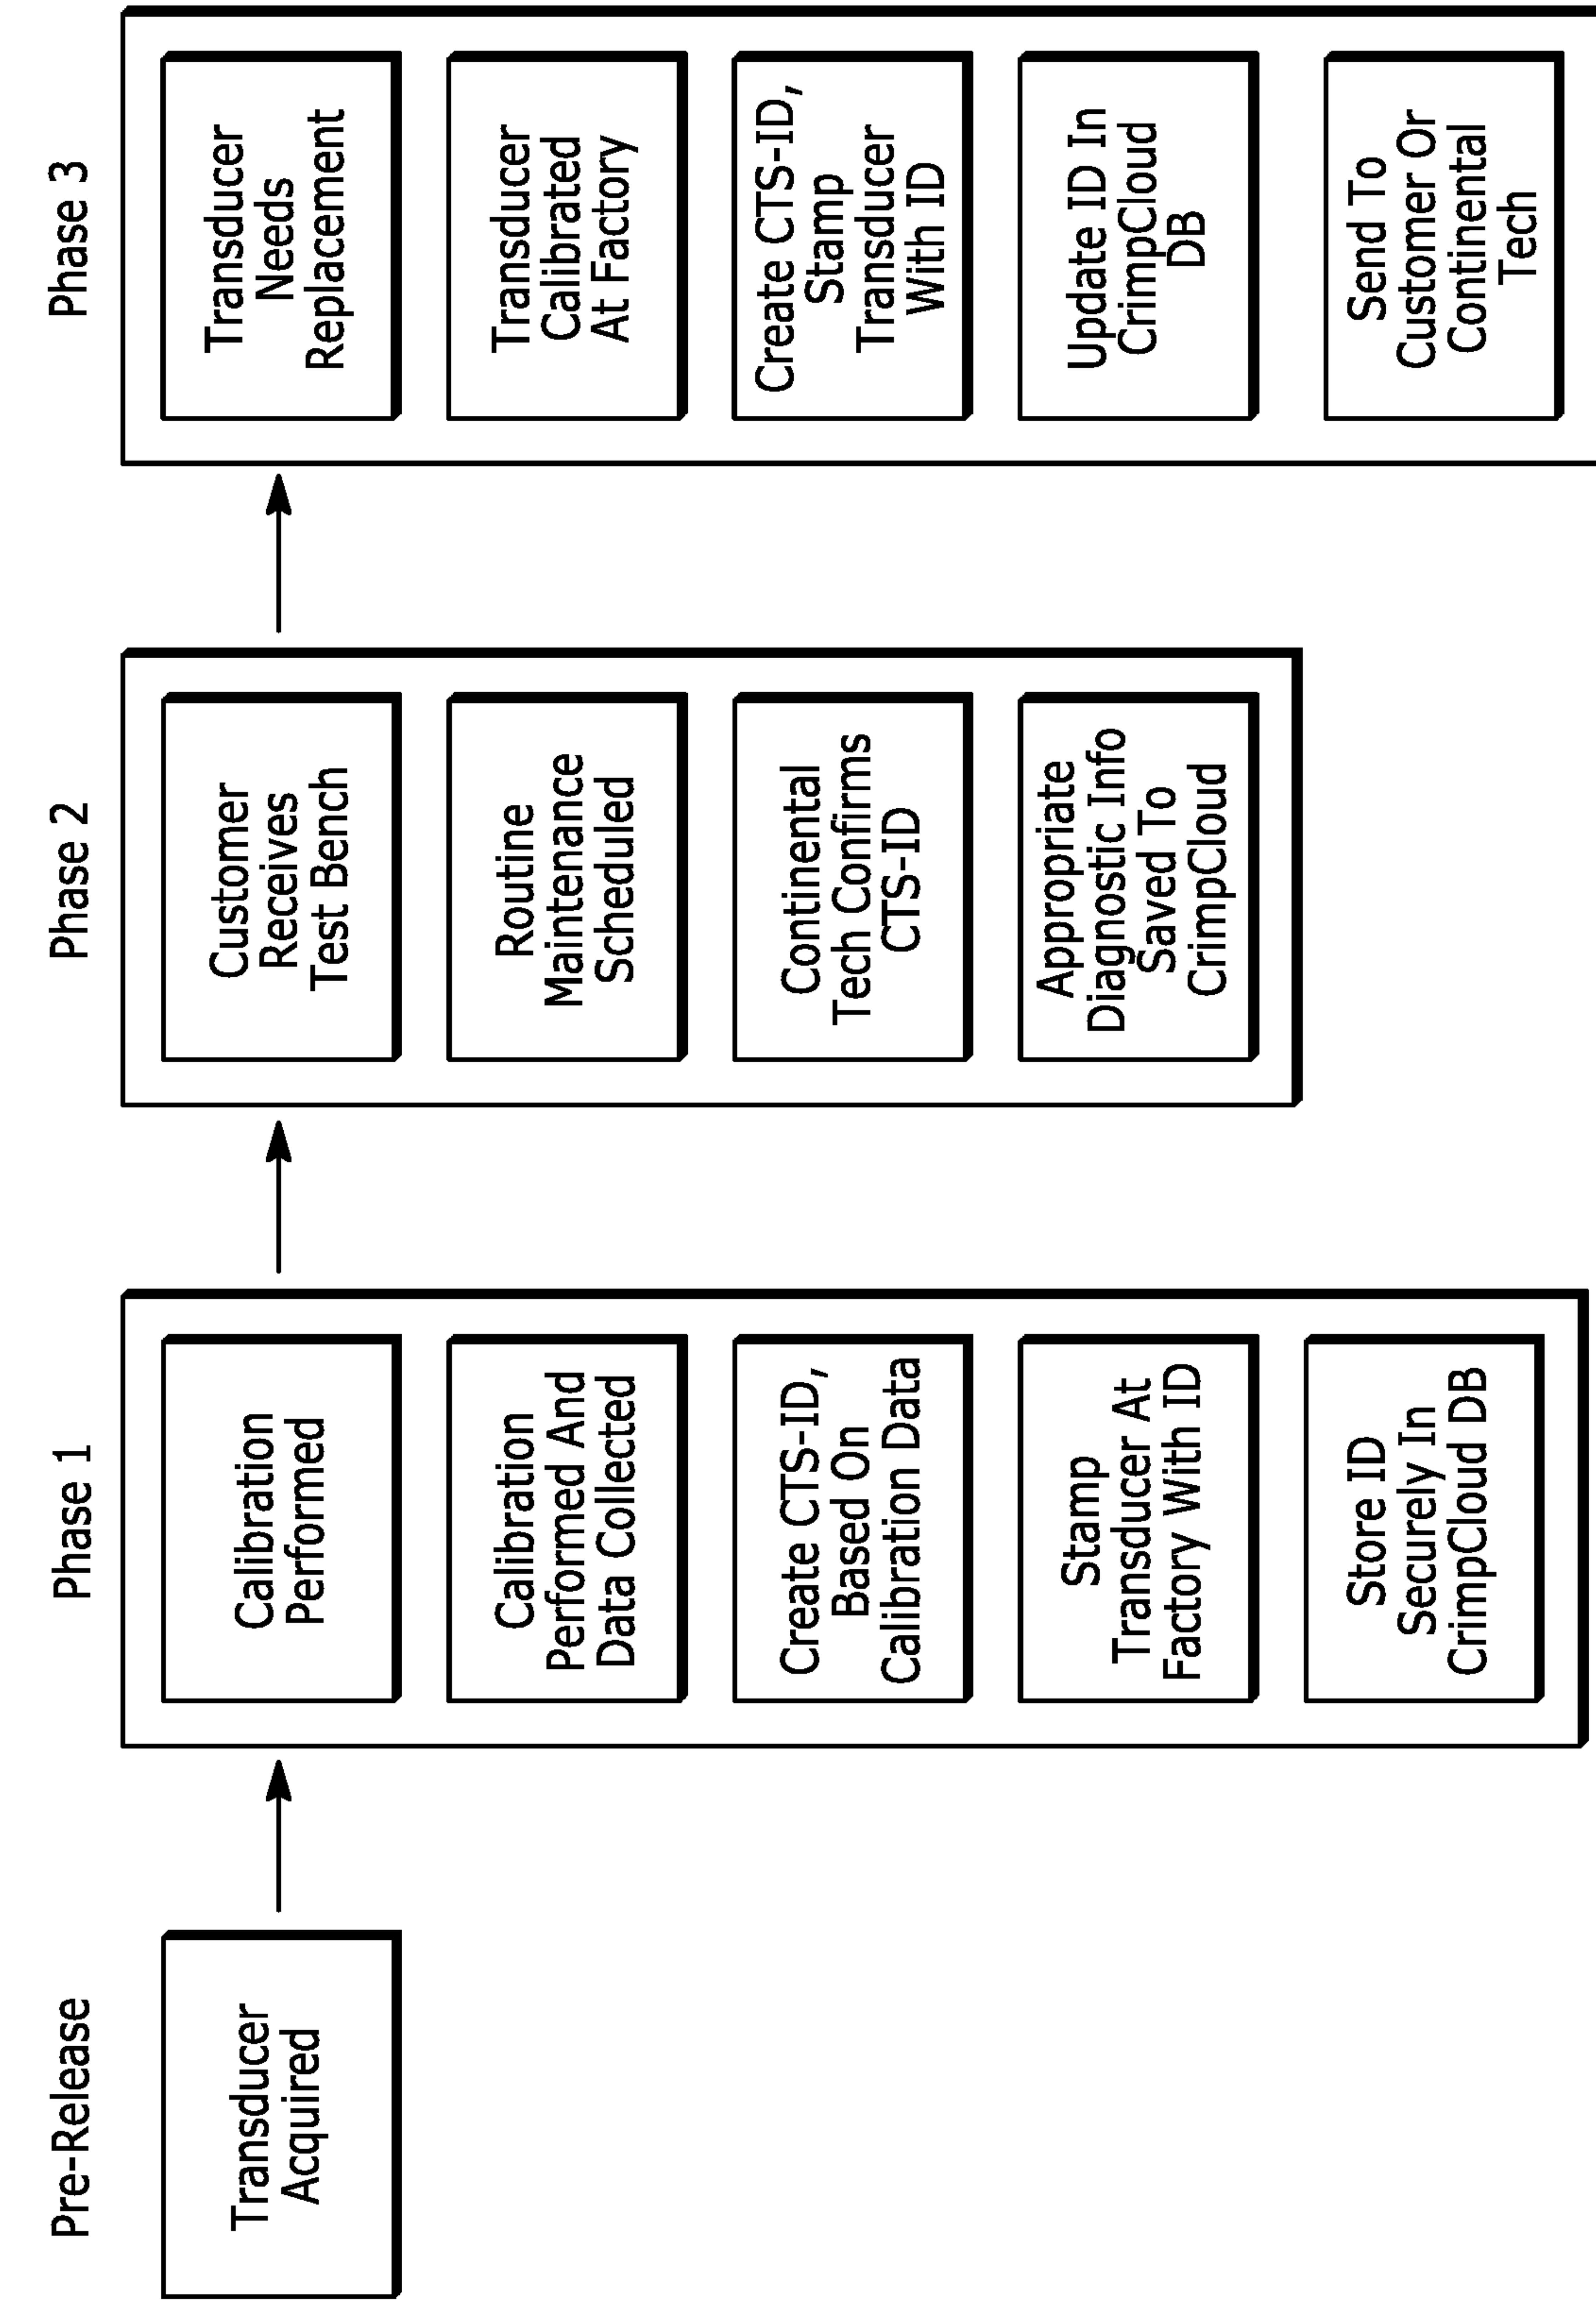 Pre-Release
Transducer
Acquired
Phase 1
Calibration
Performed
Calibration
Performed And
Data Collected
Create CTS-ID,
Based On
Calibration Data
Stamp
Transducer At
Factory With ID
Store ID
Securely In
CrimpCloud DB
Phase 2
Customer
Receives
Test Bench
Routine
Maintenance
Scheduled
Continental
Tech Confirms
CTS-ID
Appropriate
Diagnostic Info
Saved To
CrimpCloud
Phase 3
Transducer
Needs
Replacement
Transducer
Calibrated
At Factory
Create CTS-ID,
Stamp
Transducer
With ID
Update ID In
CrimpCloud
DB
Send To
Customer Or
Continental
Tech